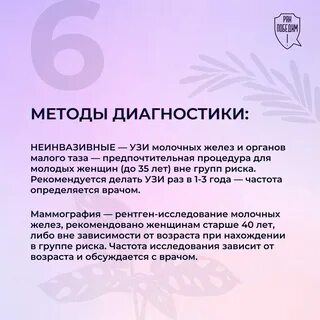 РАК
ПОБЕДИМ
!
6
МЕТОДЫ ДИАГНОСТИКИ:
НЕИНВАЗИВНЫЕ — УЗИ молочных желез и органов
малого таза — предпочтительная процедура для
молодых женщин (до 35 лет) вне групп риска.
Рекомендуется делать УЗИ раз в 1-3 года — частота
определяется врачом.
Маммография — рентген-исследование молочных
желез, рекомендовано женщинам старше 40 лет,
либо вне зависимости от возраста при нахождении
в группе риска. Частота исследования зависит от
возраста и обсуждается с врачом.